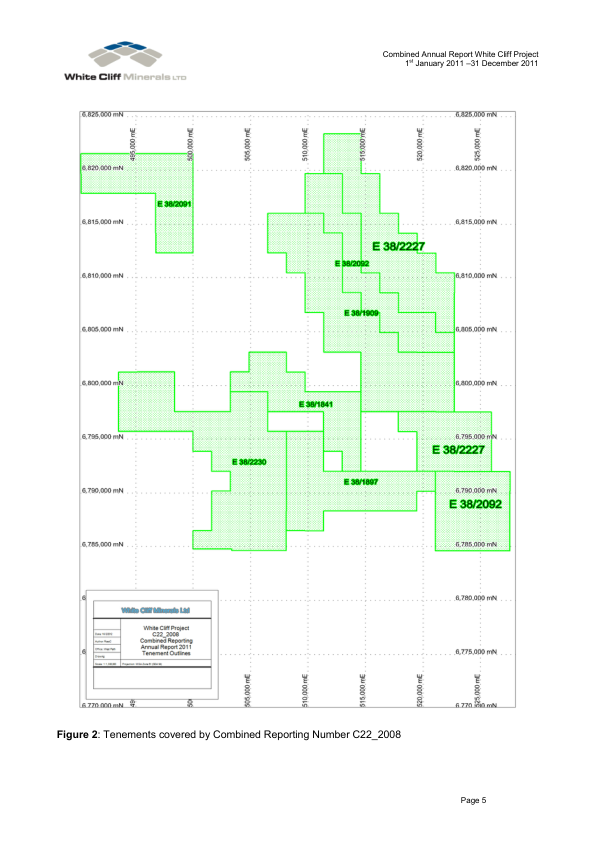 White Cliff Minerals LTD
Combined Annual Report White Cliff Project
1st January 2011 –31 December 2011
6,825,000 mN
6,825,000 mN
495,000 mE
500,000 mE
505,000 mE
510,000 mE
515,000 mE
520,000 mE
525,000 mE
6,820,000 mN
6,820,000 mN
E 38/2091
6,815,000 mN
6,815,000 mN
E 38/2227
E 38/2092
6,810,000 mN
6,810,000 mN
E 38/1909
6,805,000 mN
6,805,000 mN
6,800,000 mN
6,800,000 mN
E 38/1841
6,795,000 mN
6,795,000 mN
E 38/2227
E 38/2230
6,790,000 mN
6,790,000 mN
E 38/1897
E 38/2092
6,785,000 mN
6,785,000 mN
6,780,000 mN
White Cliff Minerals Ltd
White Cliff Project
C22_2008
Combined Reporting
Annual Report 2011
Tenement Outlines
6,775,000 mN
505,000 mE
510,000 mE
515,000 mE
520,000 mE
525,000 mE
6,770,000 mN
6,770,000 mN
Figure 2: Tenements covered by Combined Reporting Number C22_2008
Page 5